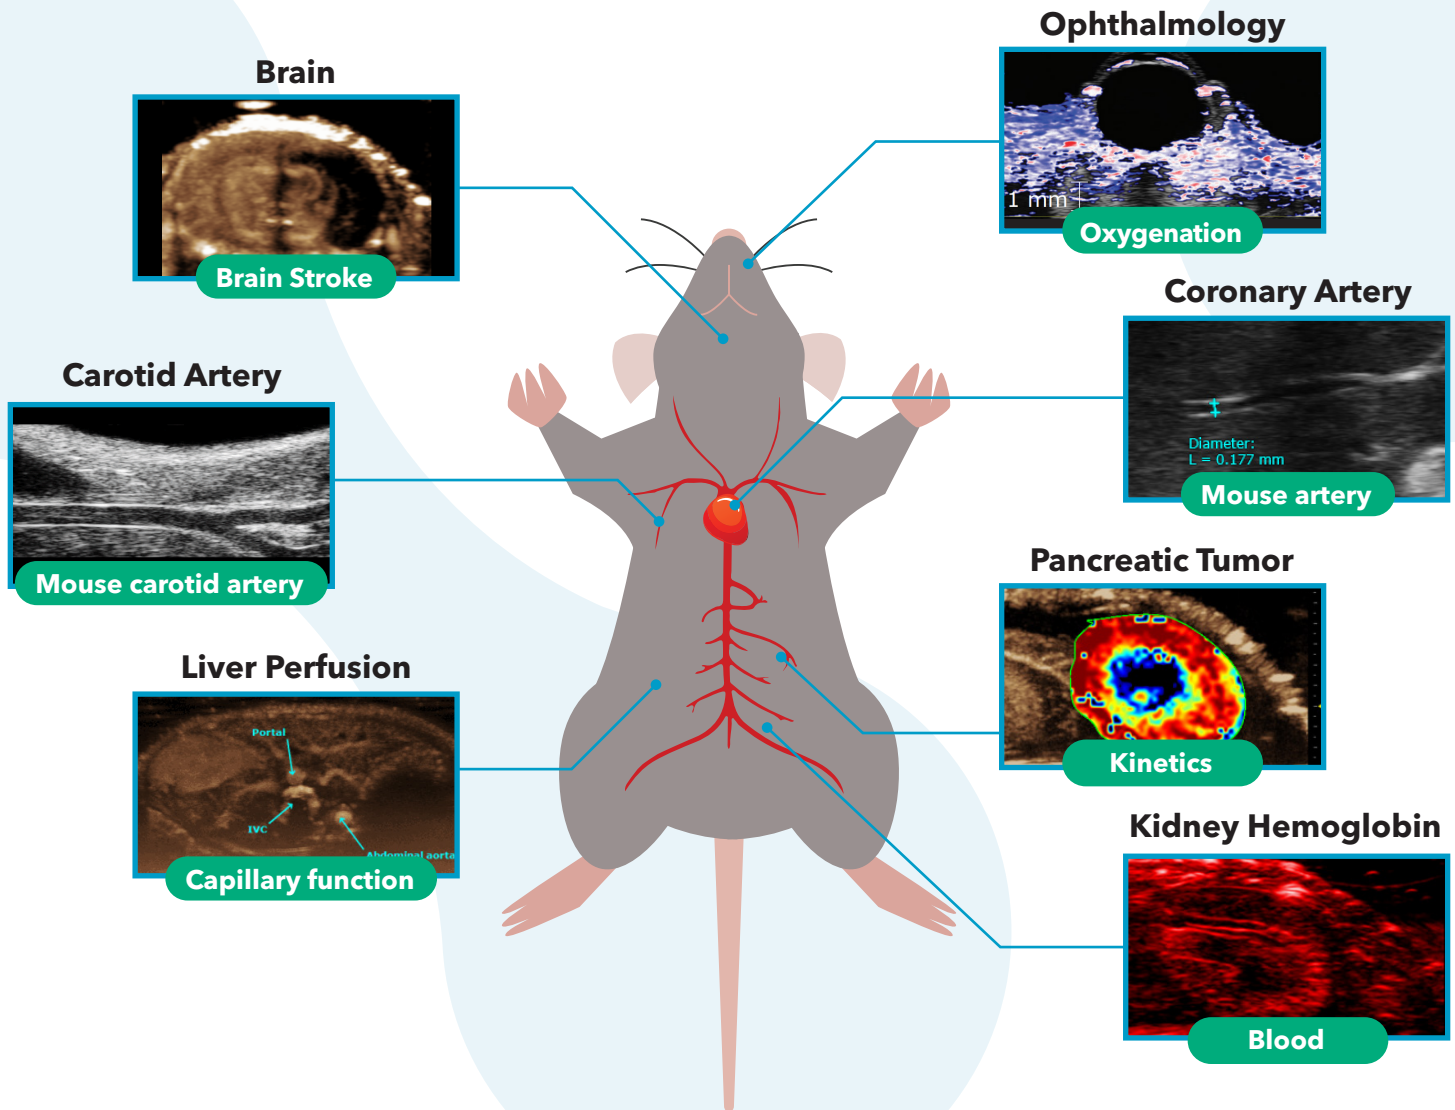 Ophthalmology
1 mm
Oxygenation
Brain
Brain Stroke
Coronary Artery
Diameter:
L = 0.177 mm
Mouse artery
Carotid Artery
Mouse carotid artery
Pancreatic Tumor
Kinetics
Liver Perfusion
Portal
IVC
Abdominal aorta
Capillary function
Kidney Hemoglobin
Blood